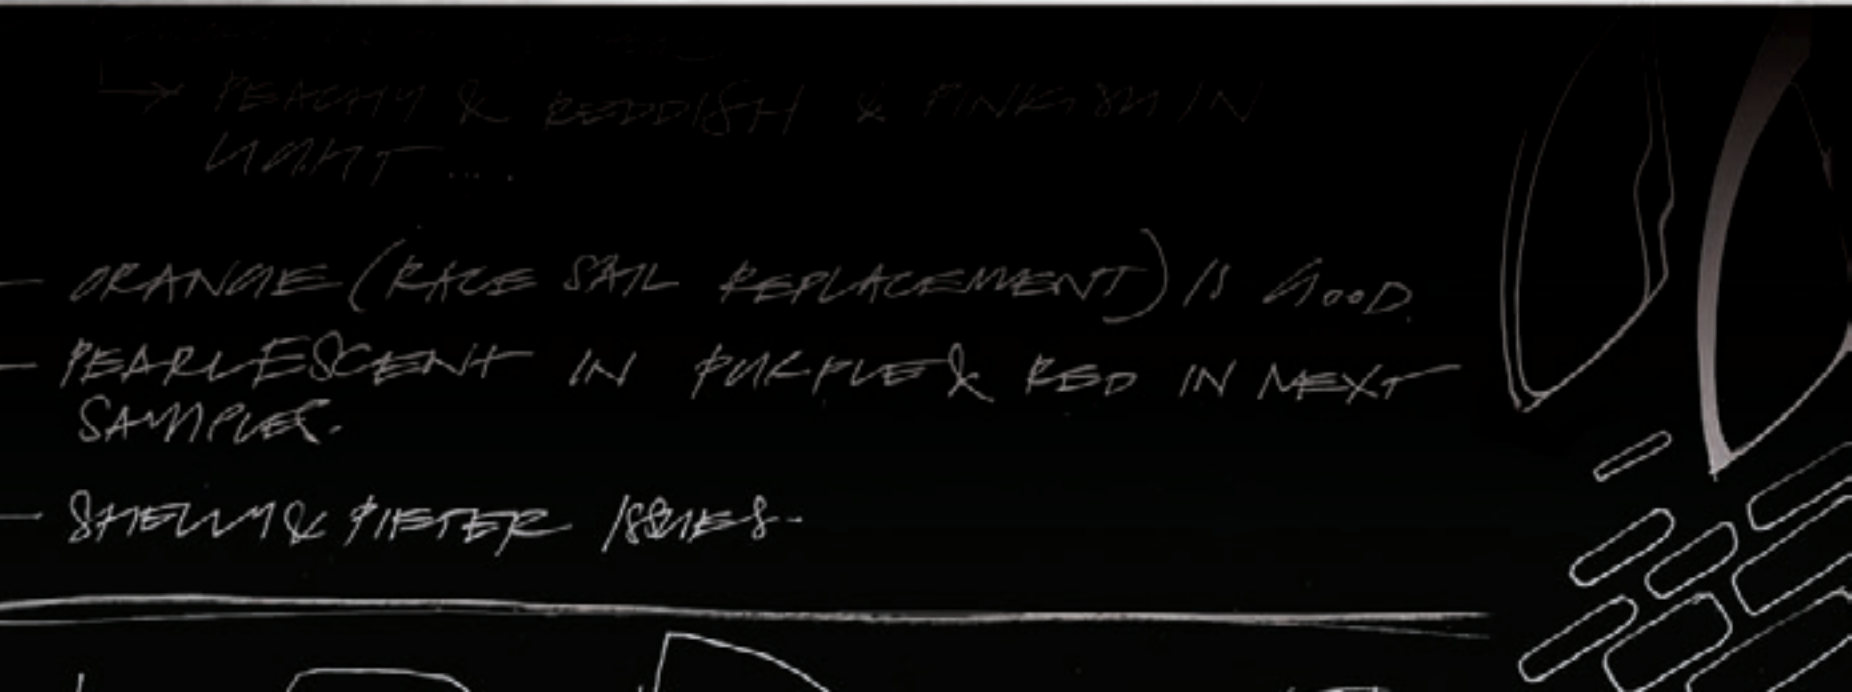 → PEACHY & REDDISH & PINKISH IN
LIGHT ....
- ORANGE (RACE SAIL REPLACEMENT) IS GOOD.
- PEARLESCENT IN PURPLE & RED IN NEXT
SAMPLES.
- & PIETER ISSUES.